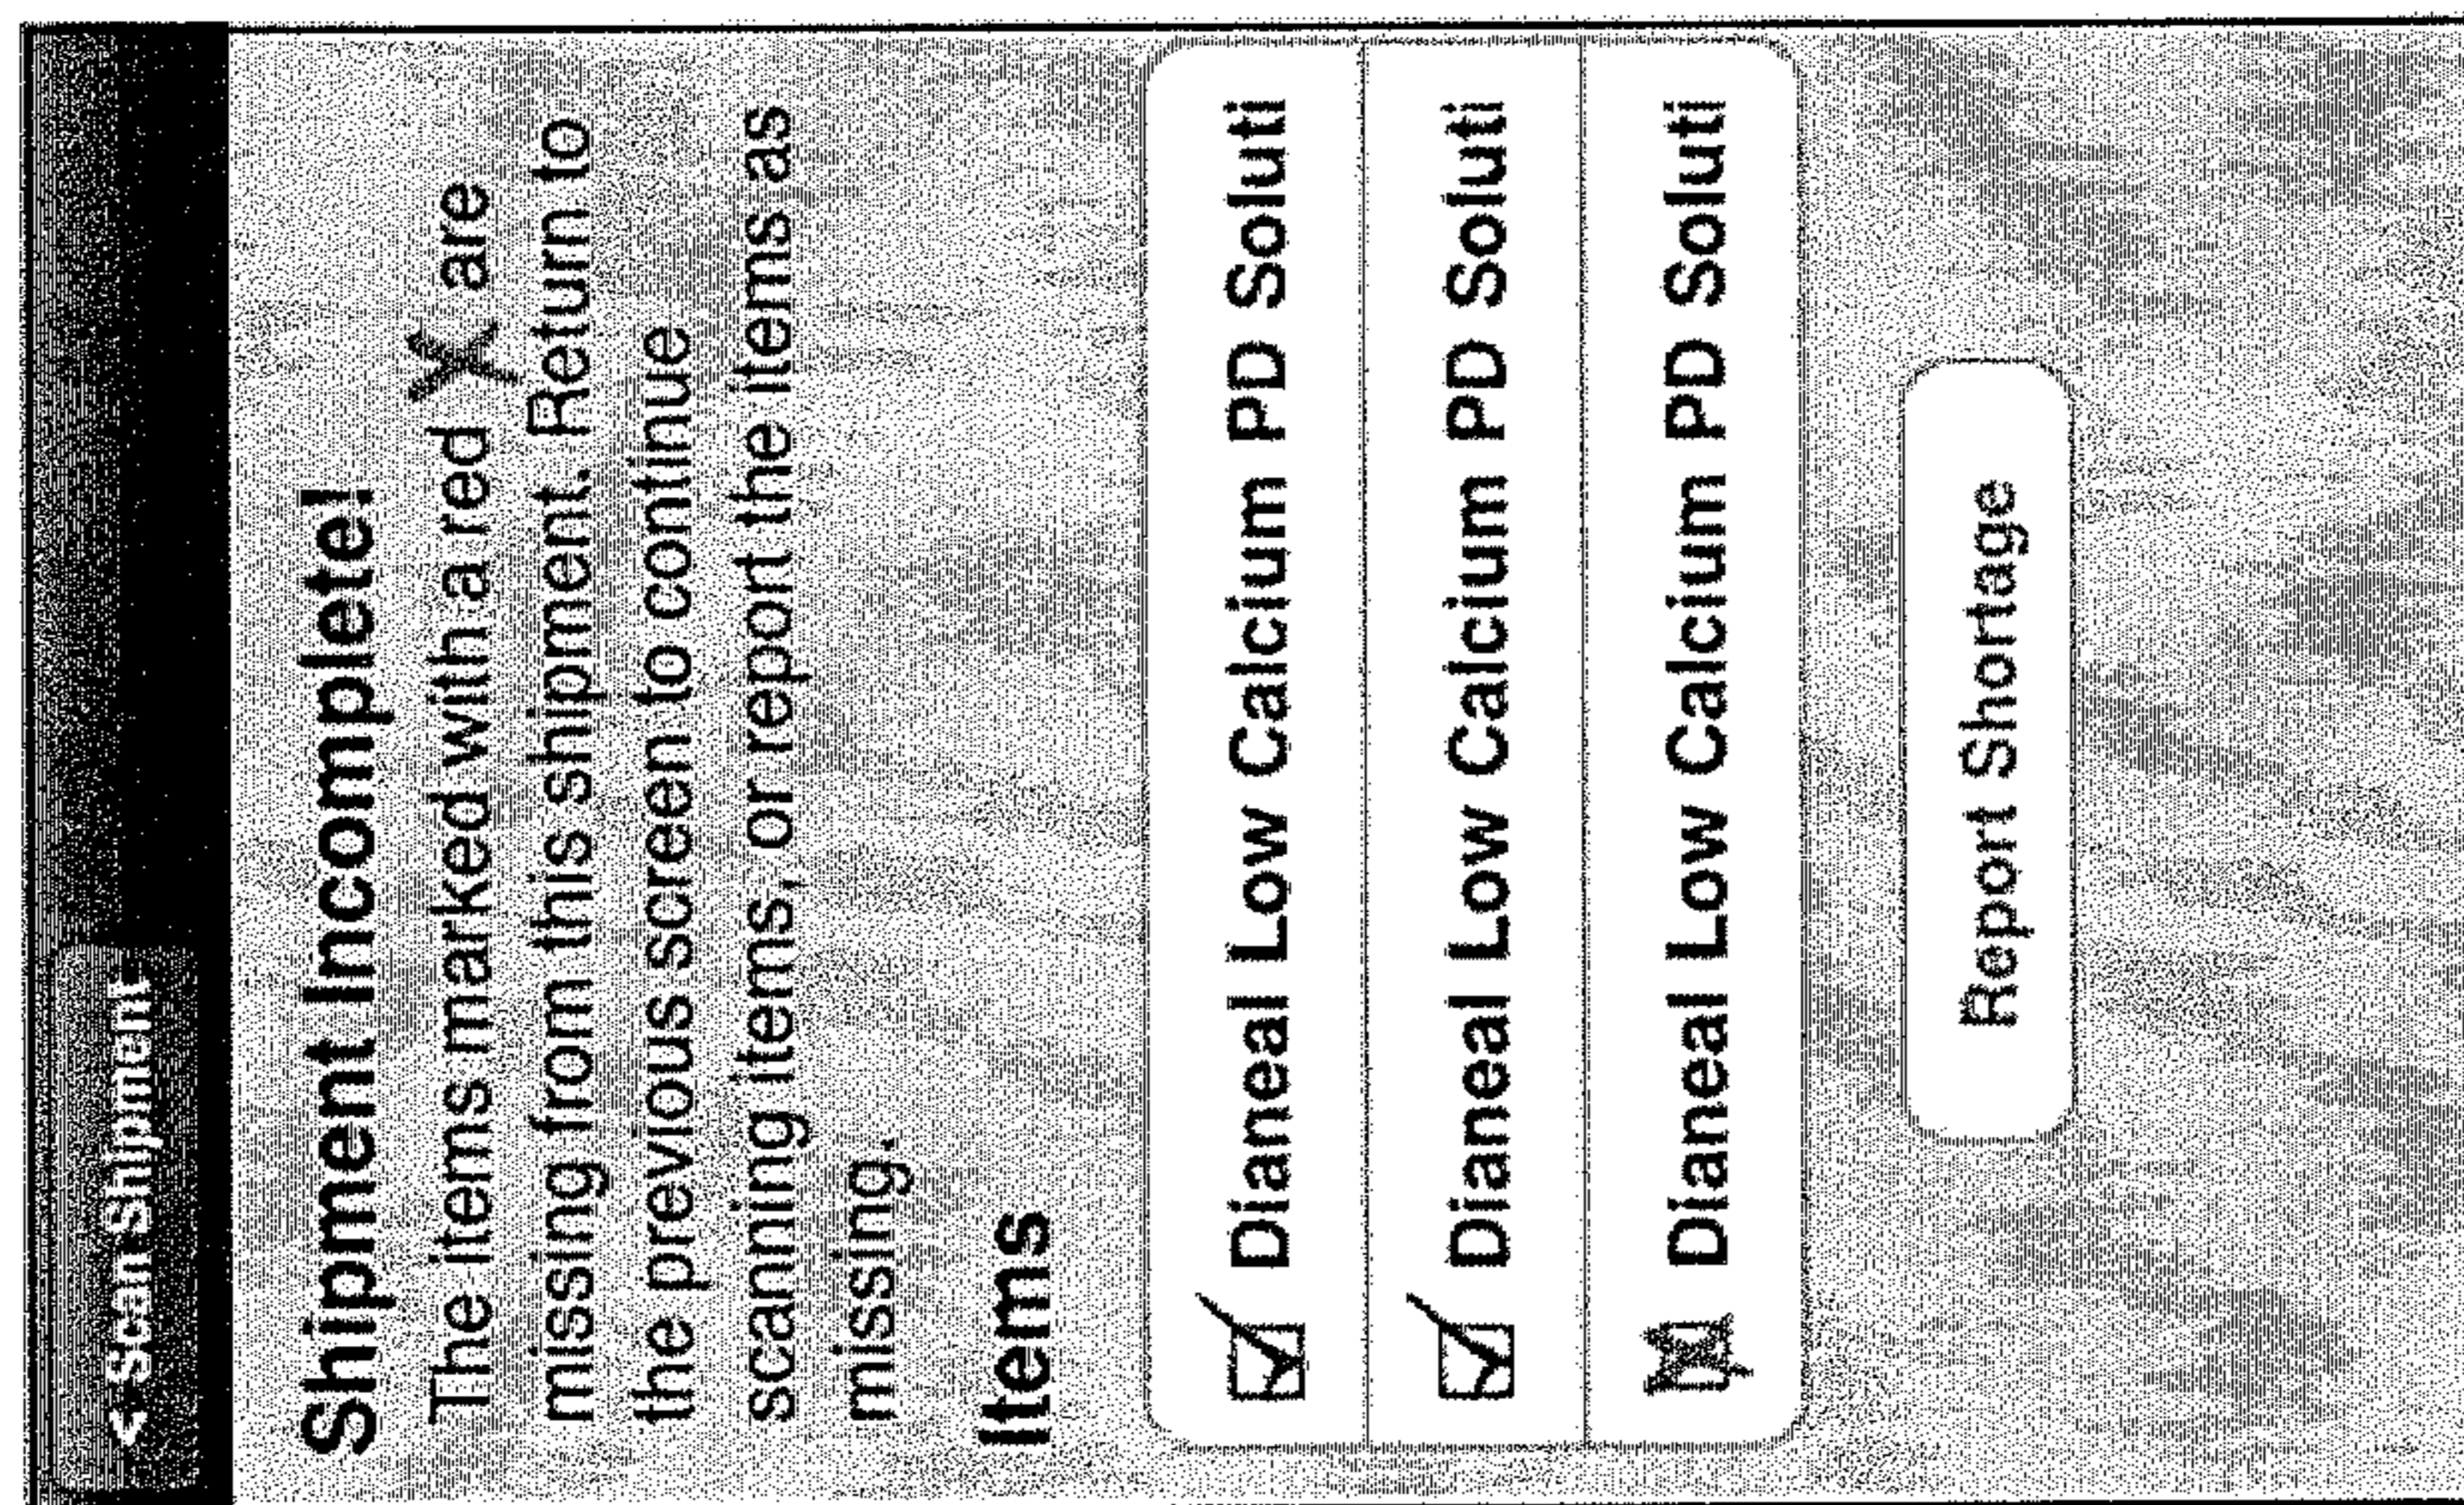 < Scan Shipment
Shipment Incomplete!
The items marked with a red X are
missing from this shipment. Return to
the previous screen to continue
scanning items, or report the items as
missing.
Items
Dianeal Low Calcium PD Soluti
Dianeal Low Calcium PD Soluti
Dianeal Low Calcium PD Soluti
Report Shortage